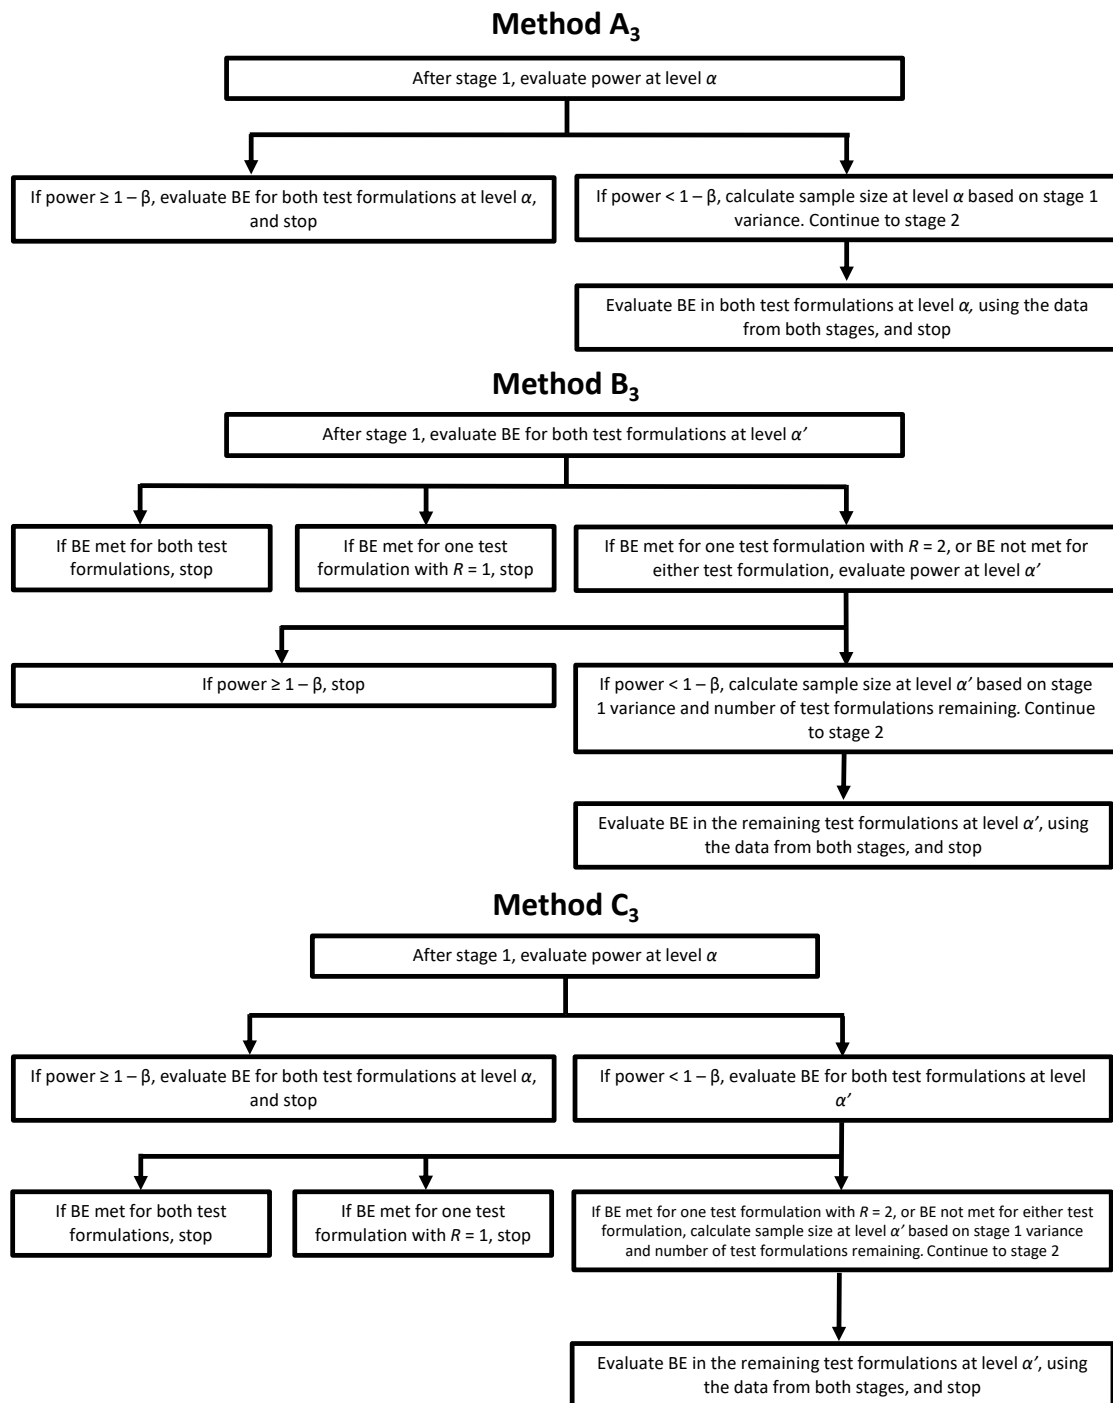 Method A₃
After stage 1, evaluate power at level α
If power ≥ 1 – β, evaluate BE for both test formulations at level α,
and stop
If power < 1 – β, calculate sample size at level α based on stage 1
variance. Continue to stage 2
Evaluate BE in both test formulations at level α, using the data
from both stages, and stop
Method B₃
After stage 1, evaluate BE for both test formulations at level α′
If BE met for both test
formulations, stop
If BE met for one test
formulation with R = 1, stop
If BE met for one test formulation with R = 2, or BE not met for
either test formulation, evaluate power at level α′
If power ≥ 1 – β, stop
If power < 1 – β, calculate sample size at level α′ based on stage
1 variance and number of test formulations remaining. Continue
to stage 2
Evaluate BE in the remaining test formulations at level α′, using
the data from both stages, and stop
Method C₃
After stage 1, evaluate power at level α
If power ≥ 1 – β, evaluate BE for both test formulations at level α,
and stop
If power < 1 – β, evaluate BE for both test formulations at level
α′
If BE met for both test
formulations, stop
If BE met for one test
formulation with R = 1, stop
If BE met for one test formulation with R = 2, or BE not met for either test
formulation, calculate sample size at level α′ based on stage 1 variance
and number of test formulations remaining. Continue to stage 2
Evaluate BE in the remaining test formulations at level α′, using
the data from both stages, and stop